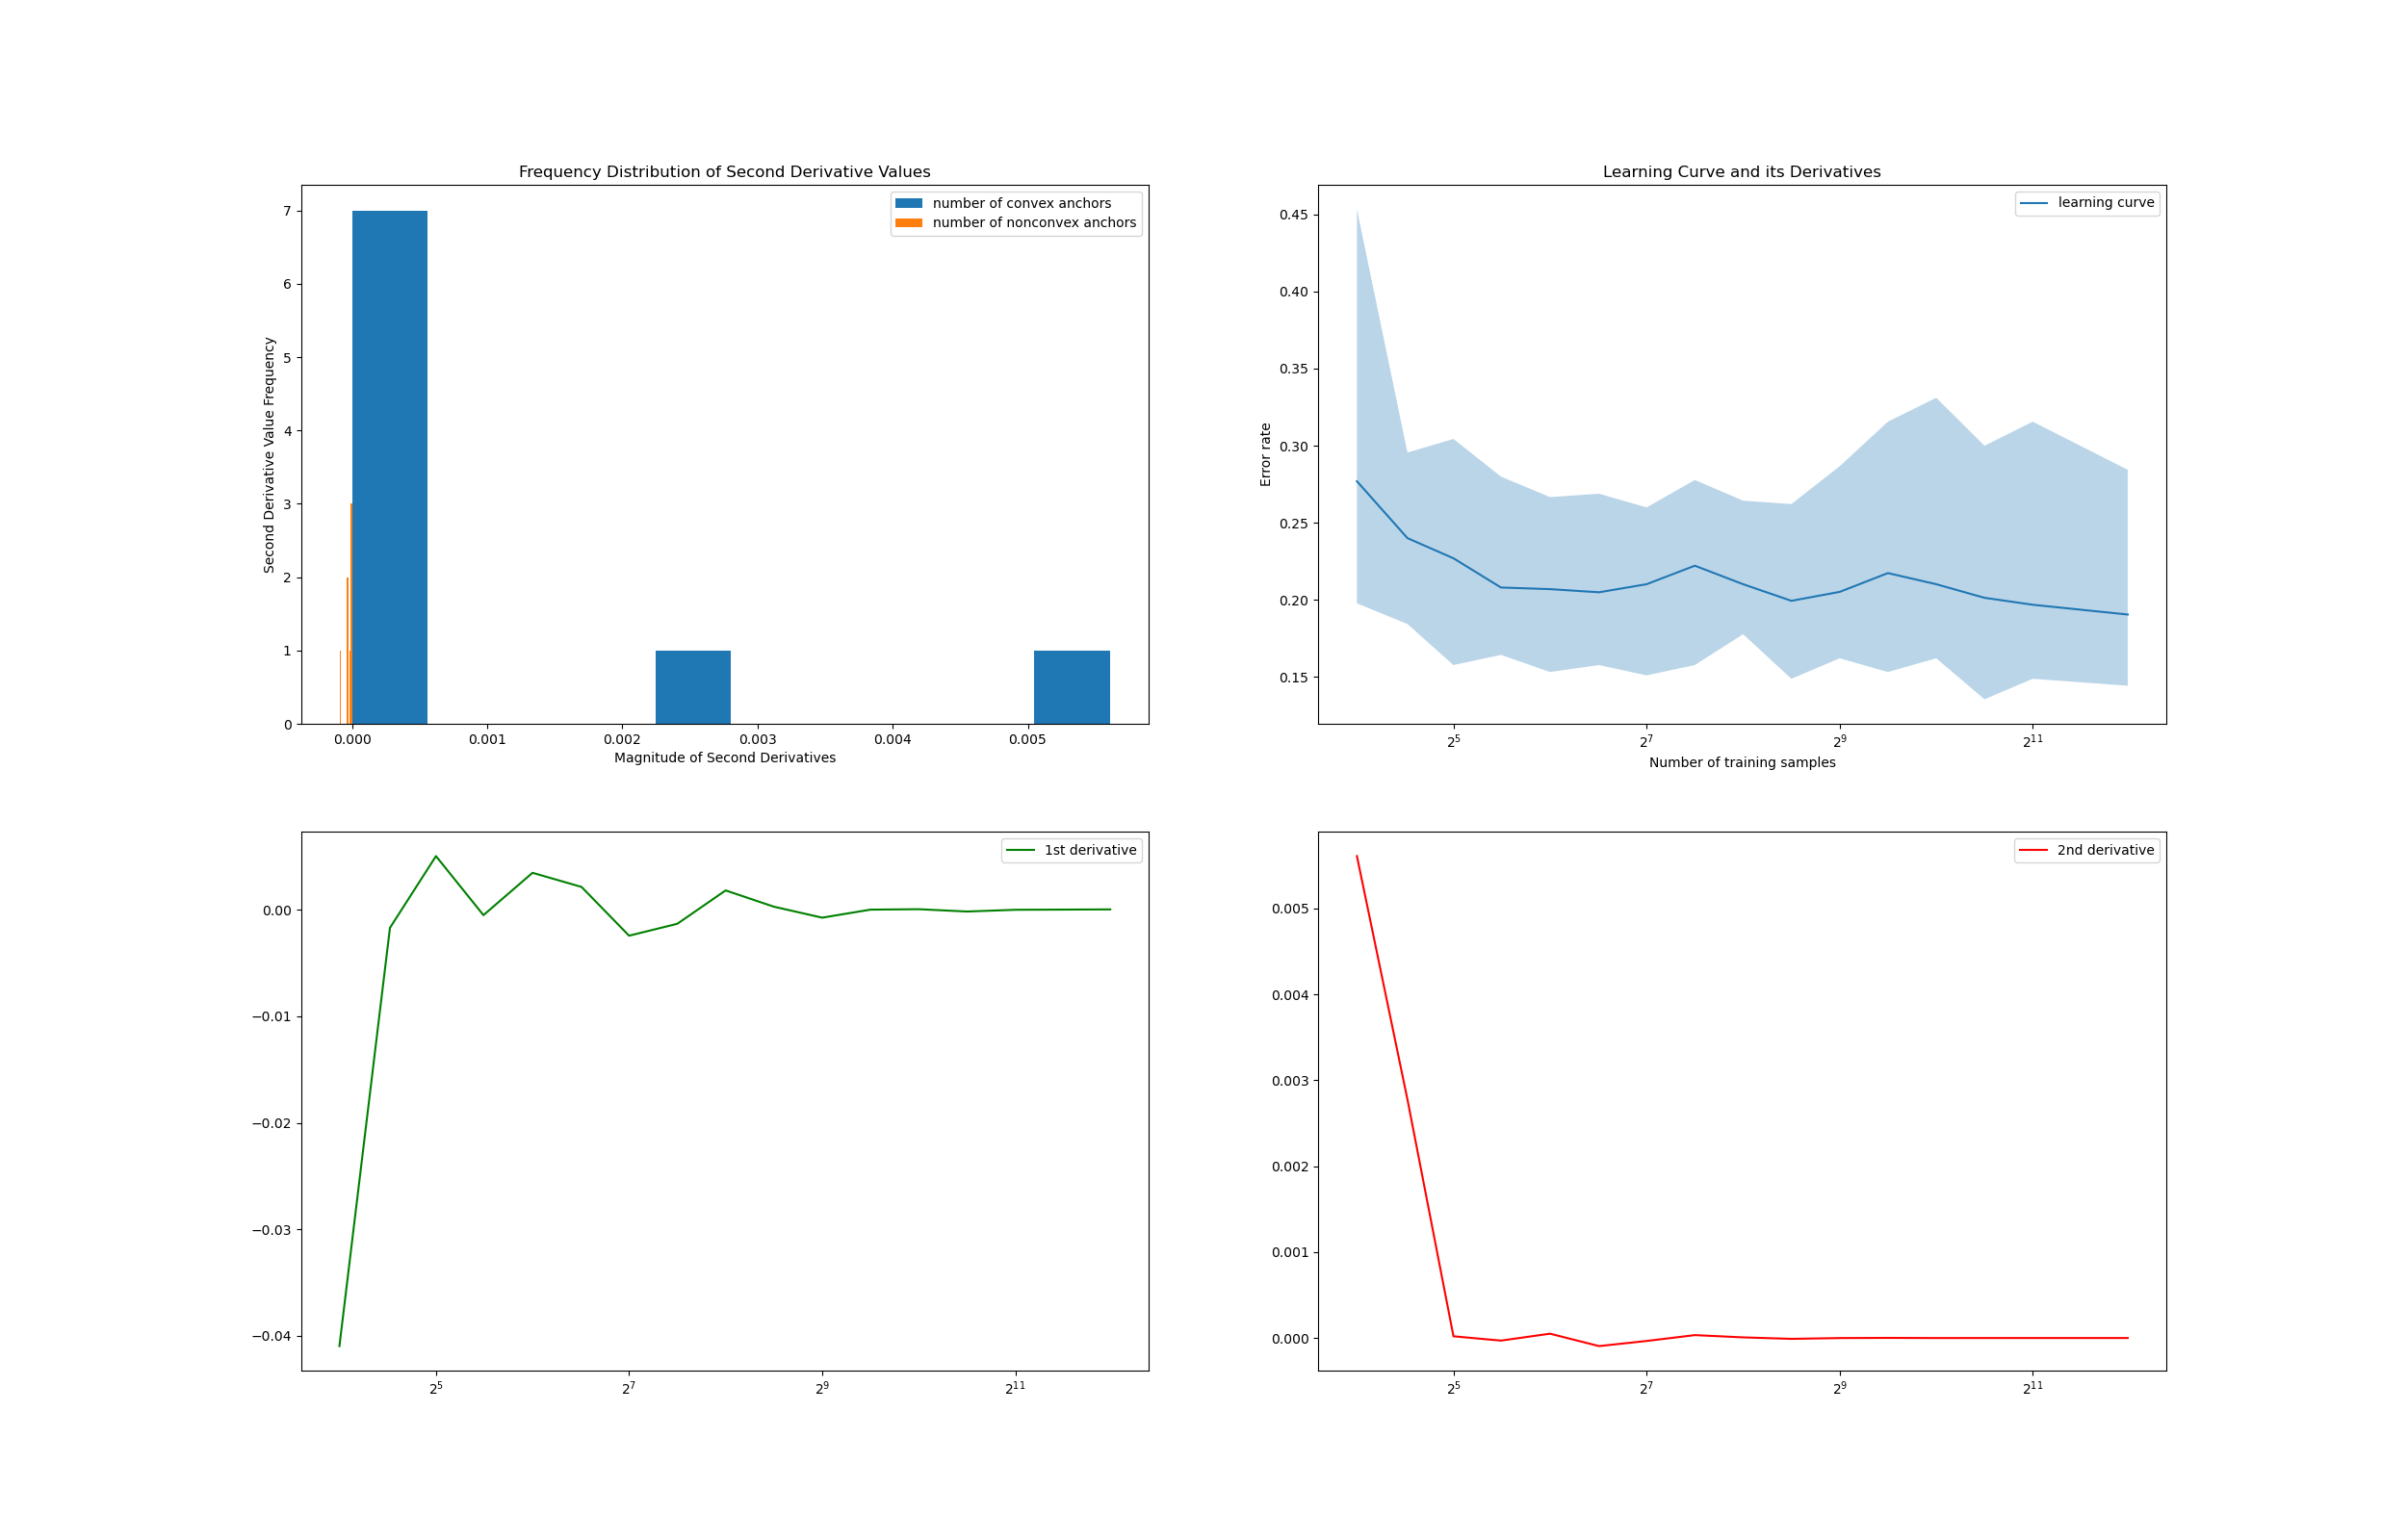 Frequency Distribution of Second Derivative Values
number of convex anchors
number of nonconvex anchors
7
6
5
4
3
2
1
0
Second Derivative Value Frequency
0.000 0.001 0.002 0.003 0.004 0.005
Magnitude of Second Derivatives
Learning Curve and its Derivatives
learning curve
0.45
0.40
0.35
0.30
0.25
0.20
0.15
Error rate
2^5 2^7 2^9 2^11
Number of training samples
1st derivative
0.00
−0.01
−0.02
−0.03
−0.04
2^5 2^7 2^9 2^11
2nd derivative
0.005
0.004
0.003
0.002
0.001
0.000
2^5 2^7 2^9 2^11